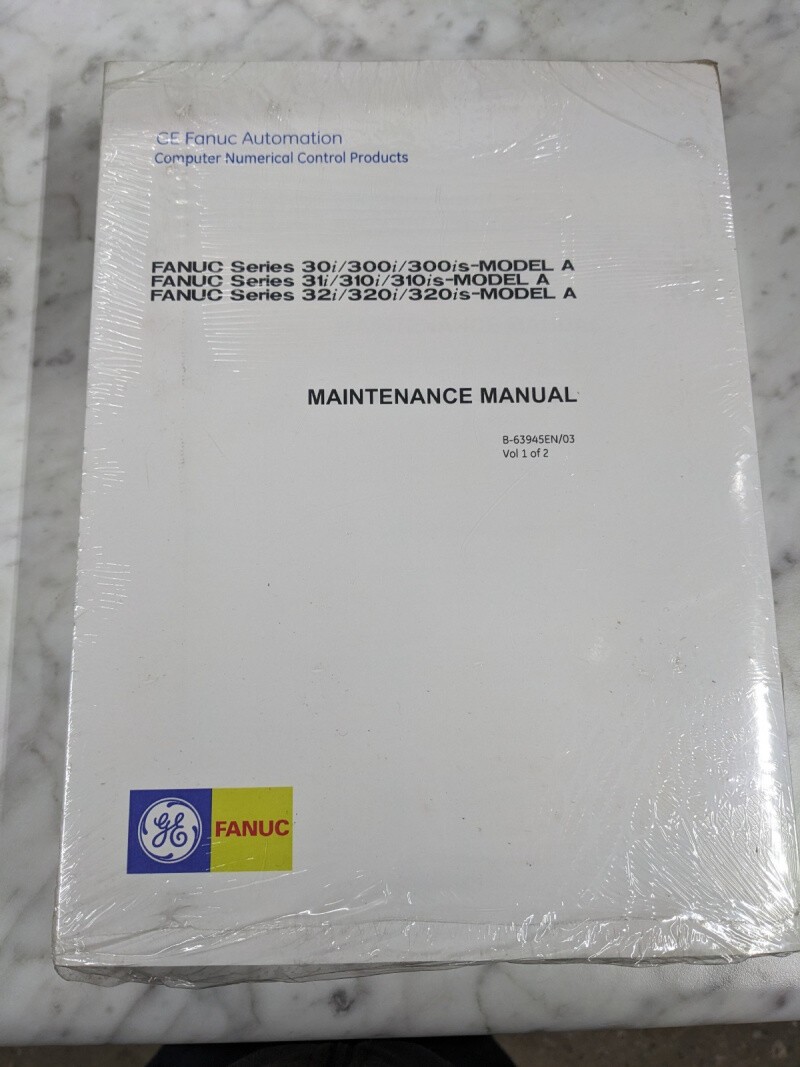 GE Fanuc Automation
Computer Numerical Control Products
FANUC Series 30i/300i/300is-MODEL A
FANUC Series 31i/310i/310is-MODEL A
FANUC Series 32i/320i/320is-MODEL A
MAINTENANCE MANUAL
B-63945EN/03
Vol 1 of 2
GE FANUC